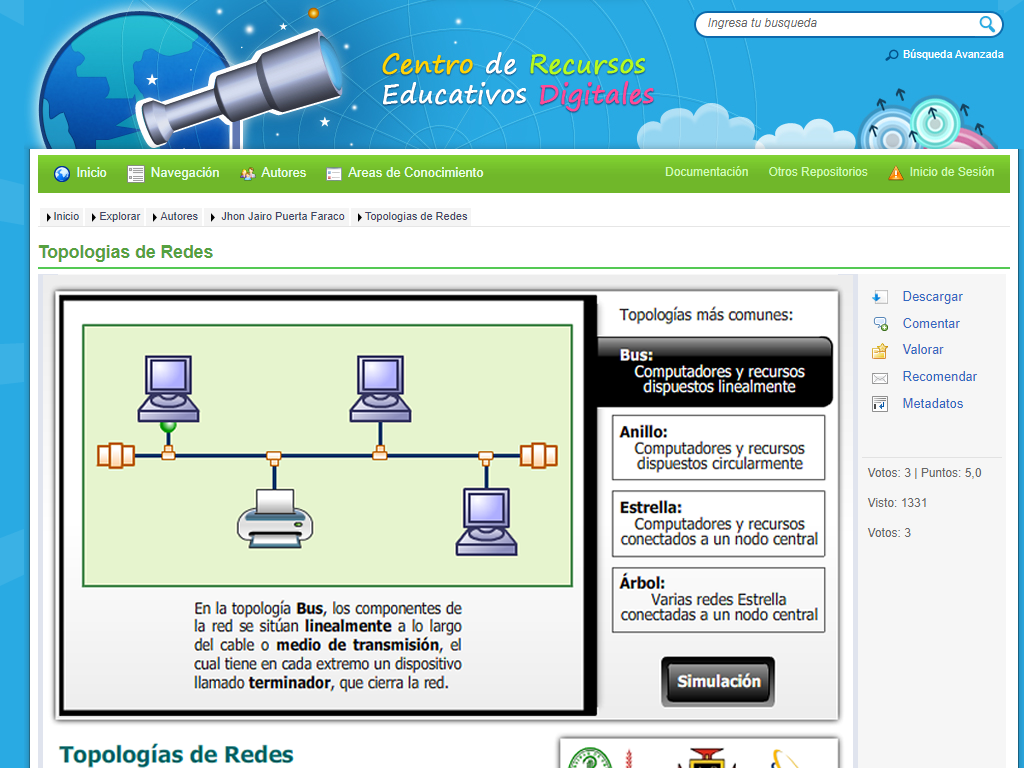 Ingresa tu busqueda
Búsqueda Avanzada
Centro de Recursos
Educativos Digitales
Inicio
Navegación
Autores
Areas de Conocimiento
Documentación
Otros Repositorios
Inicio de Sesión
Inicio
Explorar
Autores
Jhon Jairo Puerta Faraco
Topologias de Redes
Topologias de Redes
Topologías más comunes:
Bus:
Computadores y recursos
dispuestos linealmente
Anillo:
Computadores y recursos
dispuestos circularmente
Estrella:
Computadores y recursos
conectados a un nodo central
Árbol:
Varias redes Estrella
conectadas a un nodo central
Simulación
En la topología Bus, los componentes de
la red se sitúan linealmente a lo largo
del cable o medio de transmisión, el
cual tiene en cada extremo un dispositivo
llamado terminador, que cierra la red.
Descargar
Comentar
Valorar
Recomendar
Metadatos
Votos: 3 | Puntos: 5,0
Visto: 1331
Votos: 3
Topologías de Redes